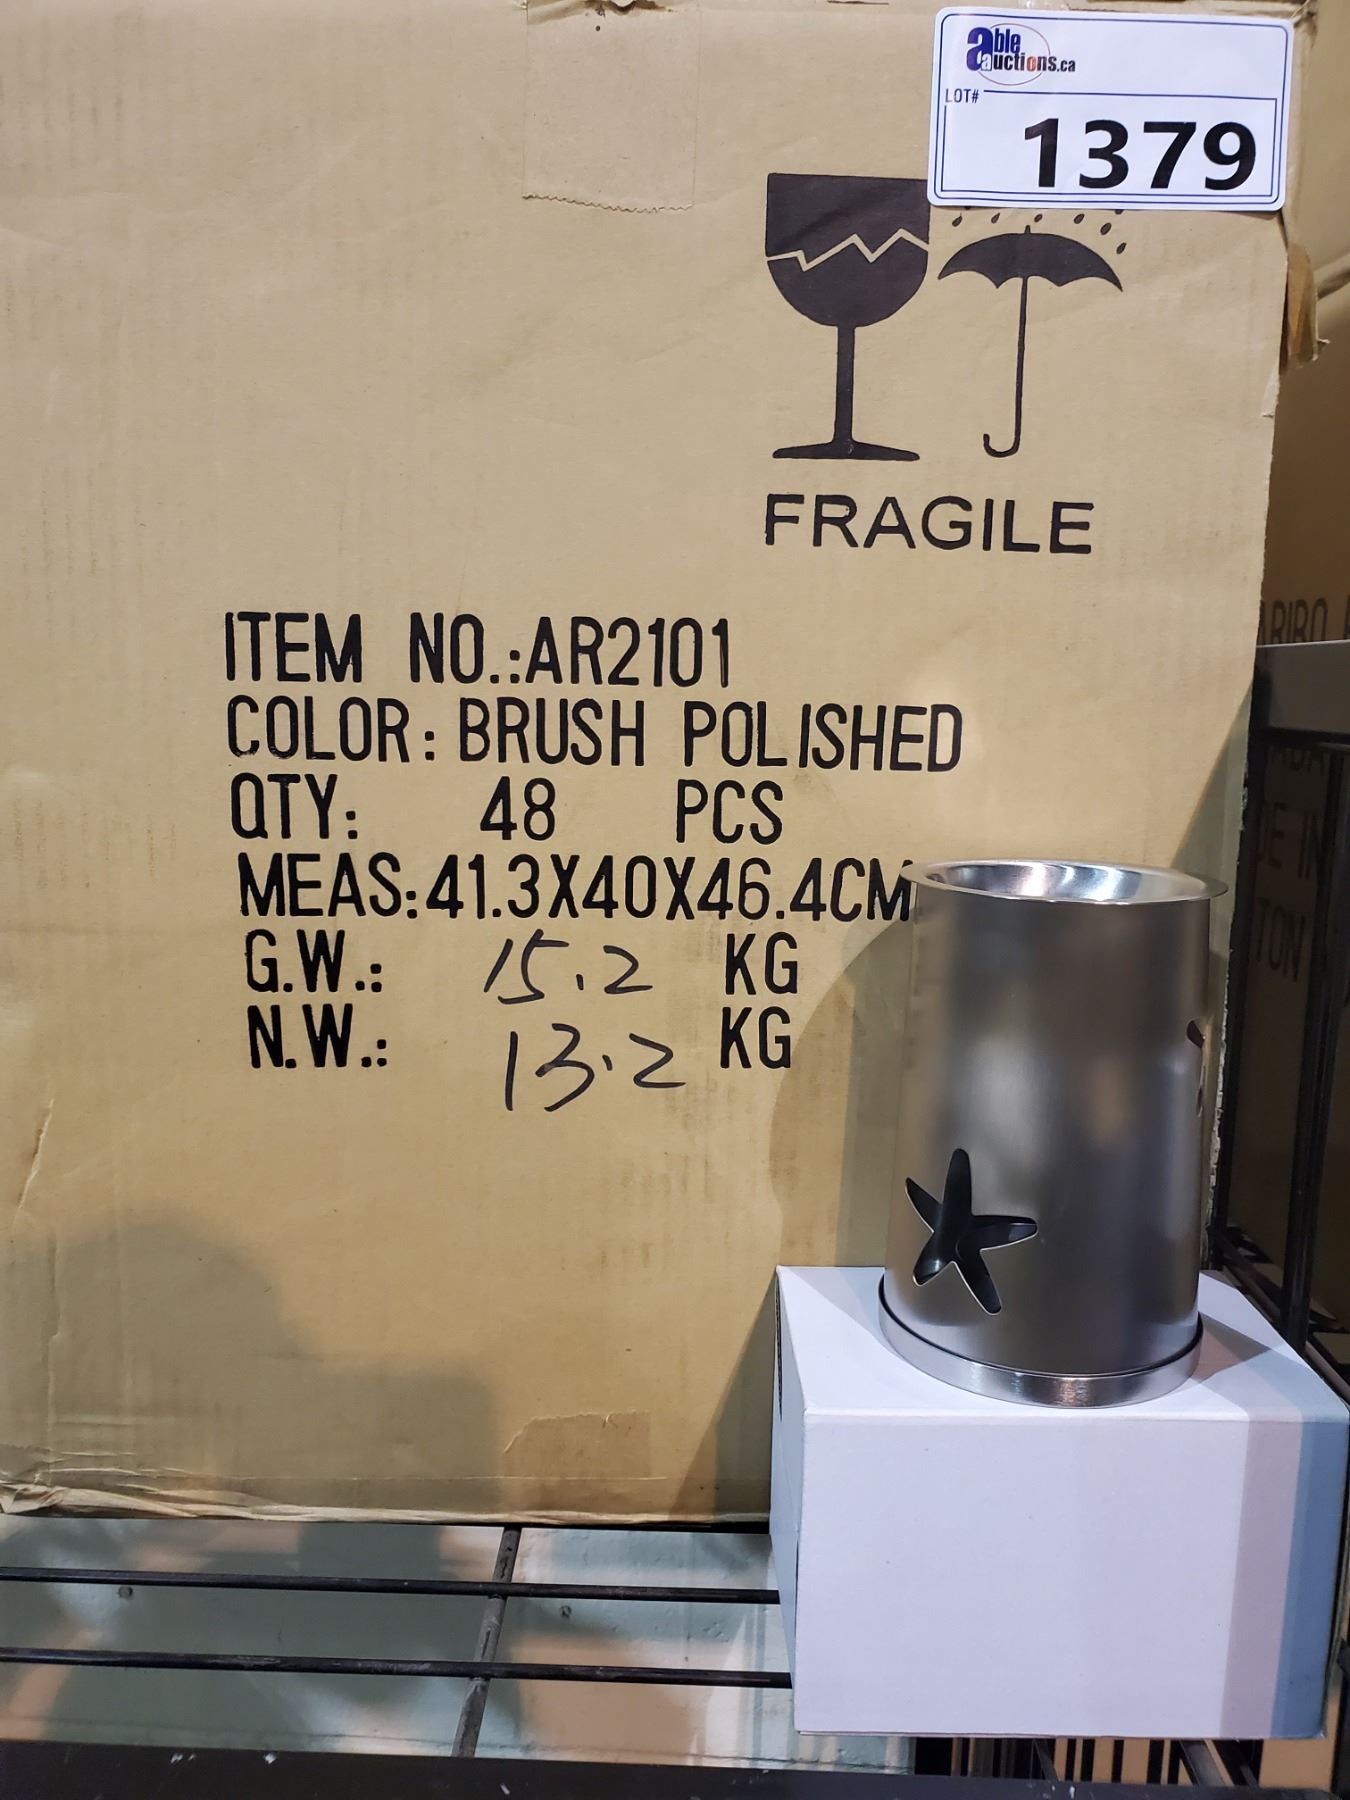 able
auctions.ca
LOT#
1379
FRAGILE
ITEM NO.:AR2101
COLOR: BRUSH POLISHED
QTY: 48 PCS
MEAS:41.3X40X46.4CM
G.W.: 15.2 KG
N.W.: 13.2 KG